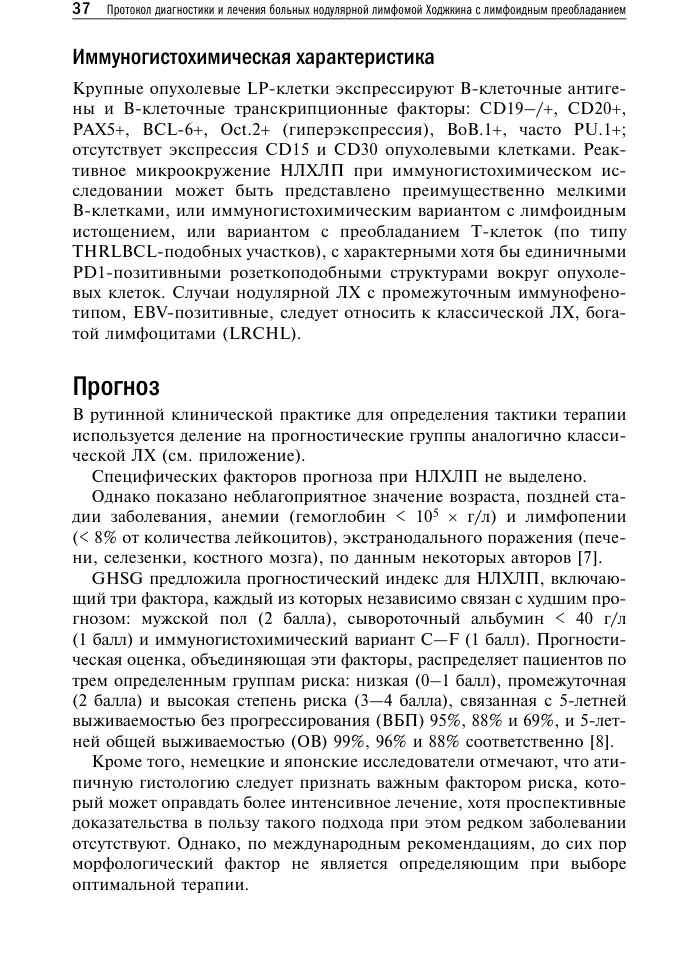 37 Протокол диагностики и лечения больных нодулярной лимфомой Ходжкина с лимфоидным преобладанием
Иммуногистохимическая характеристика
Крупные опухолевые LP-клетки экспрессируют В-клеточные антиге-
ны и В-клеточные транскрипционные факторы: CD19−/+, CD20+,
PAX5+, BCL-6+, Oct.2+ (гиперэкспрессия), BoB.1+, часто PU.1+;
отсутствует экспрессия CD15 и CD30 опухолевыми клетками. Реак-
тивное микроокружение НЛХЛП при иммуногистохимическом ис-
следовании может быть представлено преимущественно мелкими
В-клетками, или иммуногистохимическим вариантом с лимфоидным
истощением, или вариантом с преобладанием Т-клеток (по типу
THRLBCL-подобных участков), с характерными хотя бы единичными
PD1-позитивными розеткоподобными структурами вокруг опухоле-
вых клеток. Случаи нодулярной ЛХ с промежуточным иммунофено-
типом, EBV-позитивные, следует относить к классической ЛХ, бога-
той лимфоцитами (LRCHL).
Прогноз
В рутинной клинической практике для определения тактики терапии
используется деление на прогностические группы аналогично класси-
ческой ЛХ (см. приложение).
Специфических факторов прогноза при НЛХЛП не выделено.
Однако показано неблагоприятное значение возраста, поздней ста-
дии заболевания, анемии (гемоглобин < 10⁵ × г/л) и лимфопении
(< 8% от количества лейкоцитов), экстранодального поражения (пече-
ни, селезенки, костного мозга), по данным некоторых авторов [7].
GHSG предложила прогностический индекс для НЛХЛП, включаю-
щий три фактора, каждый из которых независимо связан с худшим про-
гнозом: мужской пол (2 балла), сывороточный альбумин < 40 г/л
(1 балл) и иммуногистохимический вариант C—F (1 балл). Прогности-
ческая оценка, объединяющая эти факторы, распределяет пациентов по
трем определенным группам риска: низкая (0—1 балл), промежуточная
(2 балла) и высокая степень риска (3—4 балла), связанная с 5-летней
выживаемостью без прогрессирования (ВБП) 95%, 88% и 69%, и 5-лет-
ней общей выживаемостью (ОВ) 99%, 96% и 88% соответственно [8].
Кроме того, немецкие и японские исследователи отмечают, что ати-
пичную гистологию следует признать важным фактором риска, кото-
рый может оправдать более интенсивное лечение, хотя проспективные
доказательства в пользу такого подхода при этом редком заболевании
отсутствуют. Однако, по международным рекомендациям, до сих пор
морфологический фактор не является определяющим при выборе
оптимальной терапии.